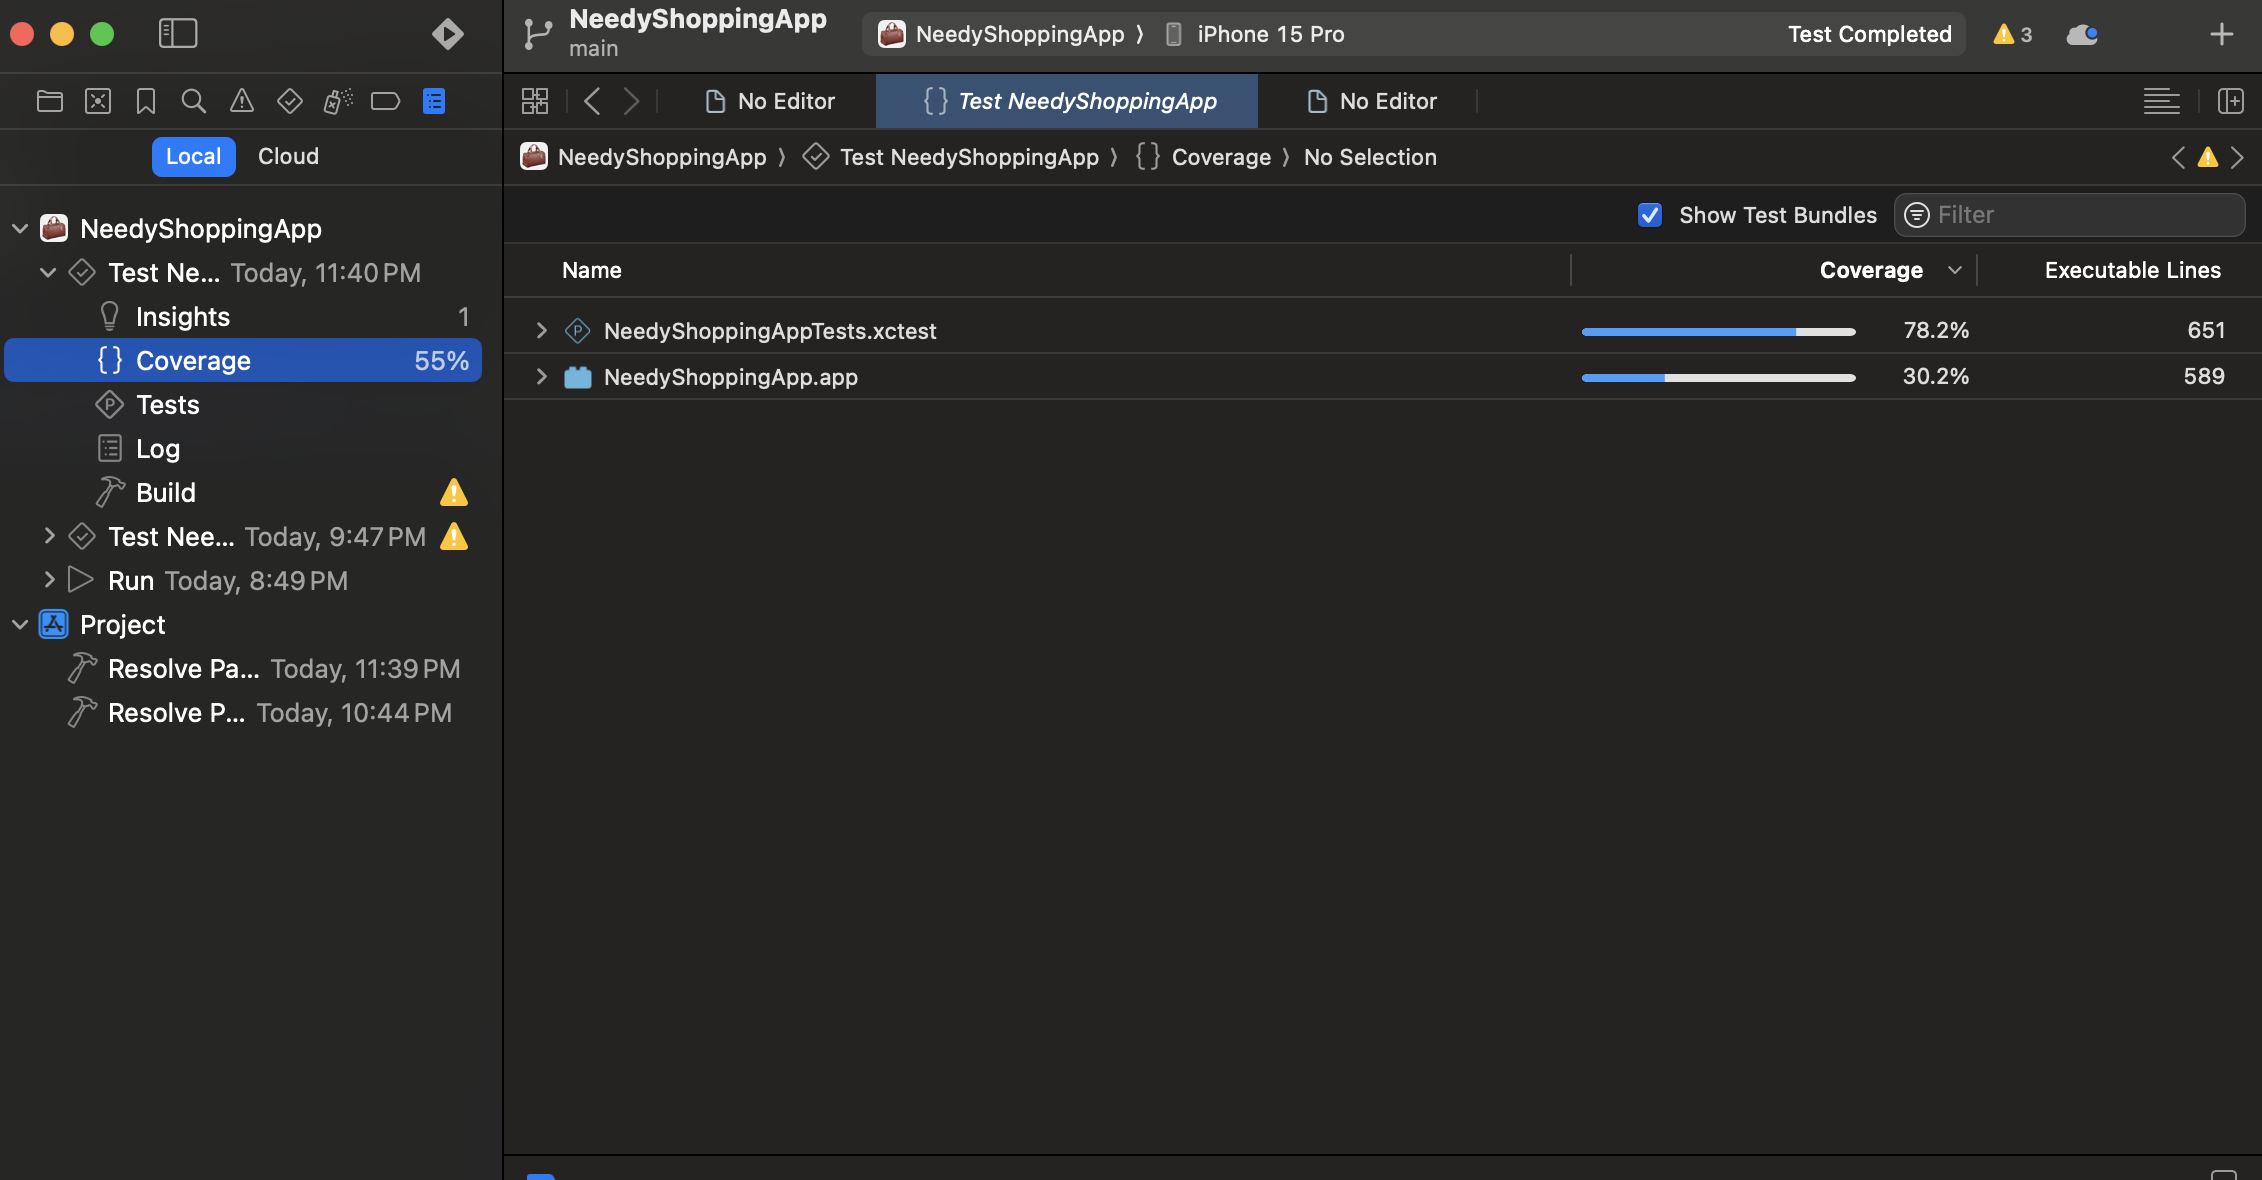 NeedyShoppingApp
main
NeedyShoppingApp ⟩ iPhone 15 Pro
Test Completed
3
No Editor
{ } Test NeedyShoppingApp
No Editor
Local
Cloud
NeedyShoppingApp ⟩ Test NeedyShoppingApp ⟩ { } Coverage ⟩ No Selection
Show Test Bundles
Filter
NeedyShoppingApp
Test Ne... Today, 11:40 PM
Insights 1
{ } Coverage 55%
P Tests
Log
Build
Test Nee... Today, 9:47 PM
Run Today, 8:49 PM
Project
Resolve Pa... Today, 11:39 PM
Resolve P... Today, 10:44 PM
Name Coverage Executable Lines
P NeedyShoppingAppTests.xctest 78.2% 651
NeedyShoppingApp.app 30.2% 589